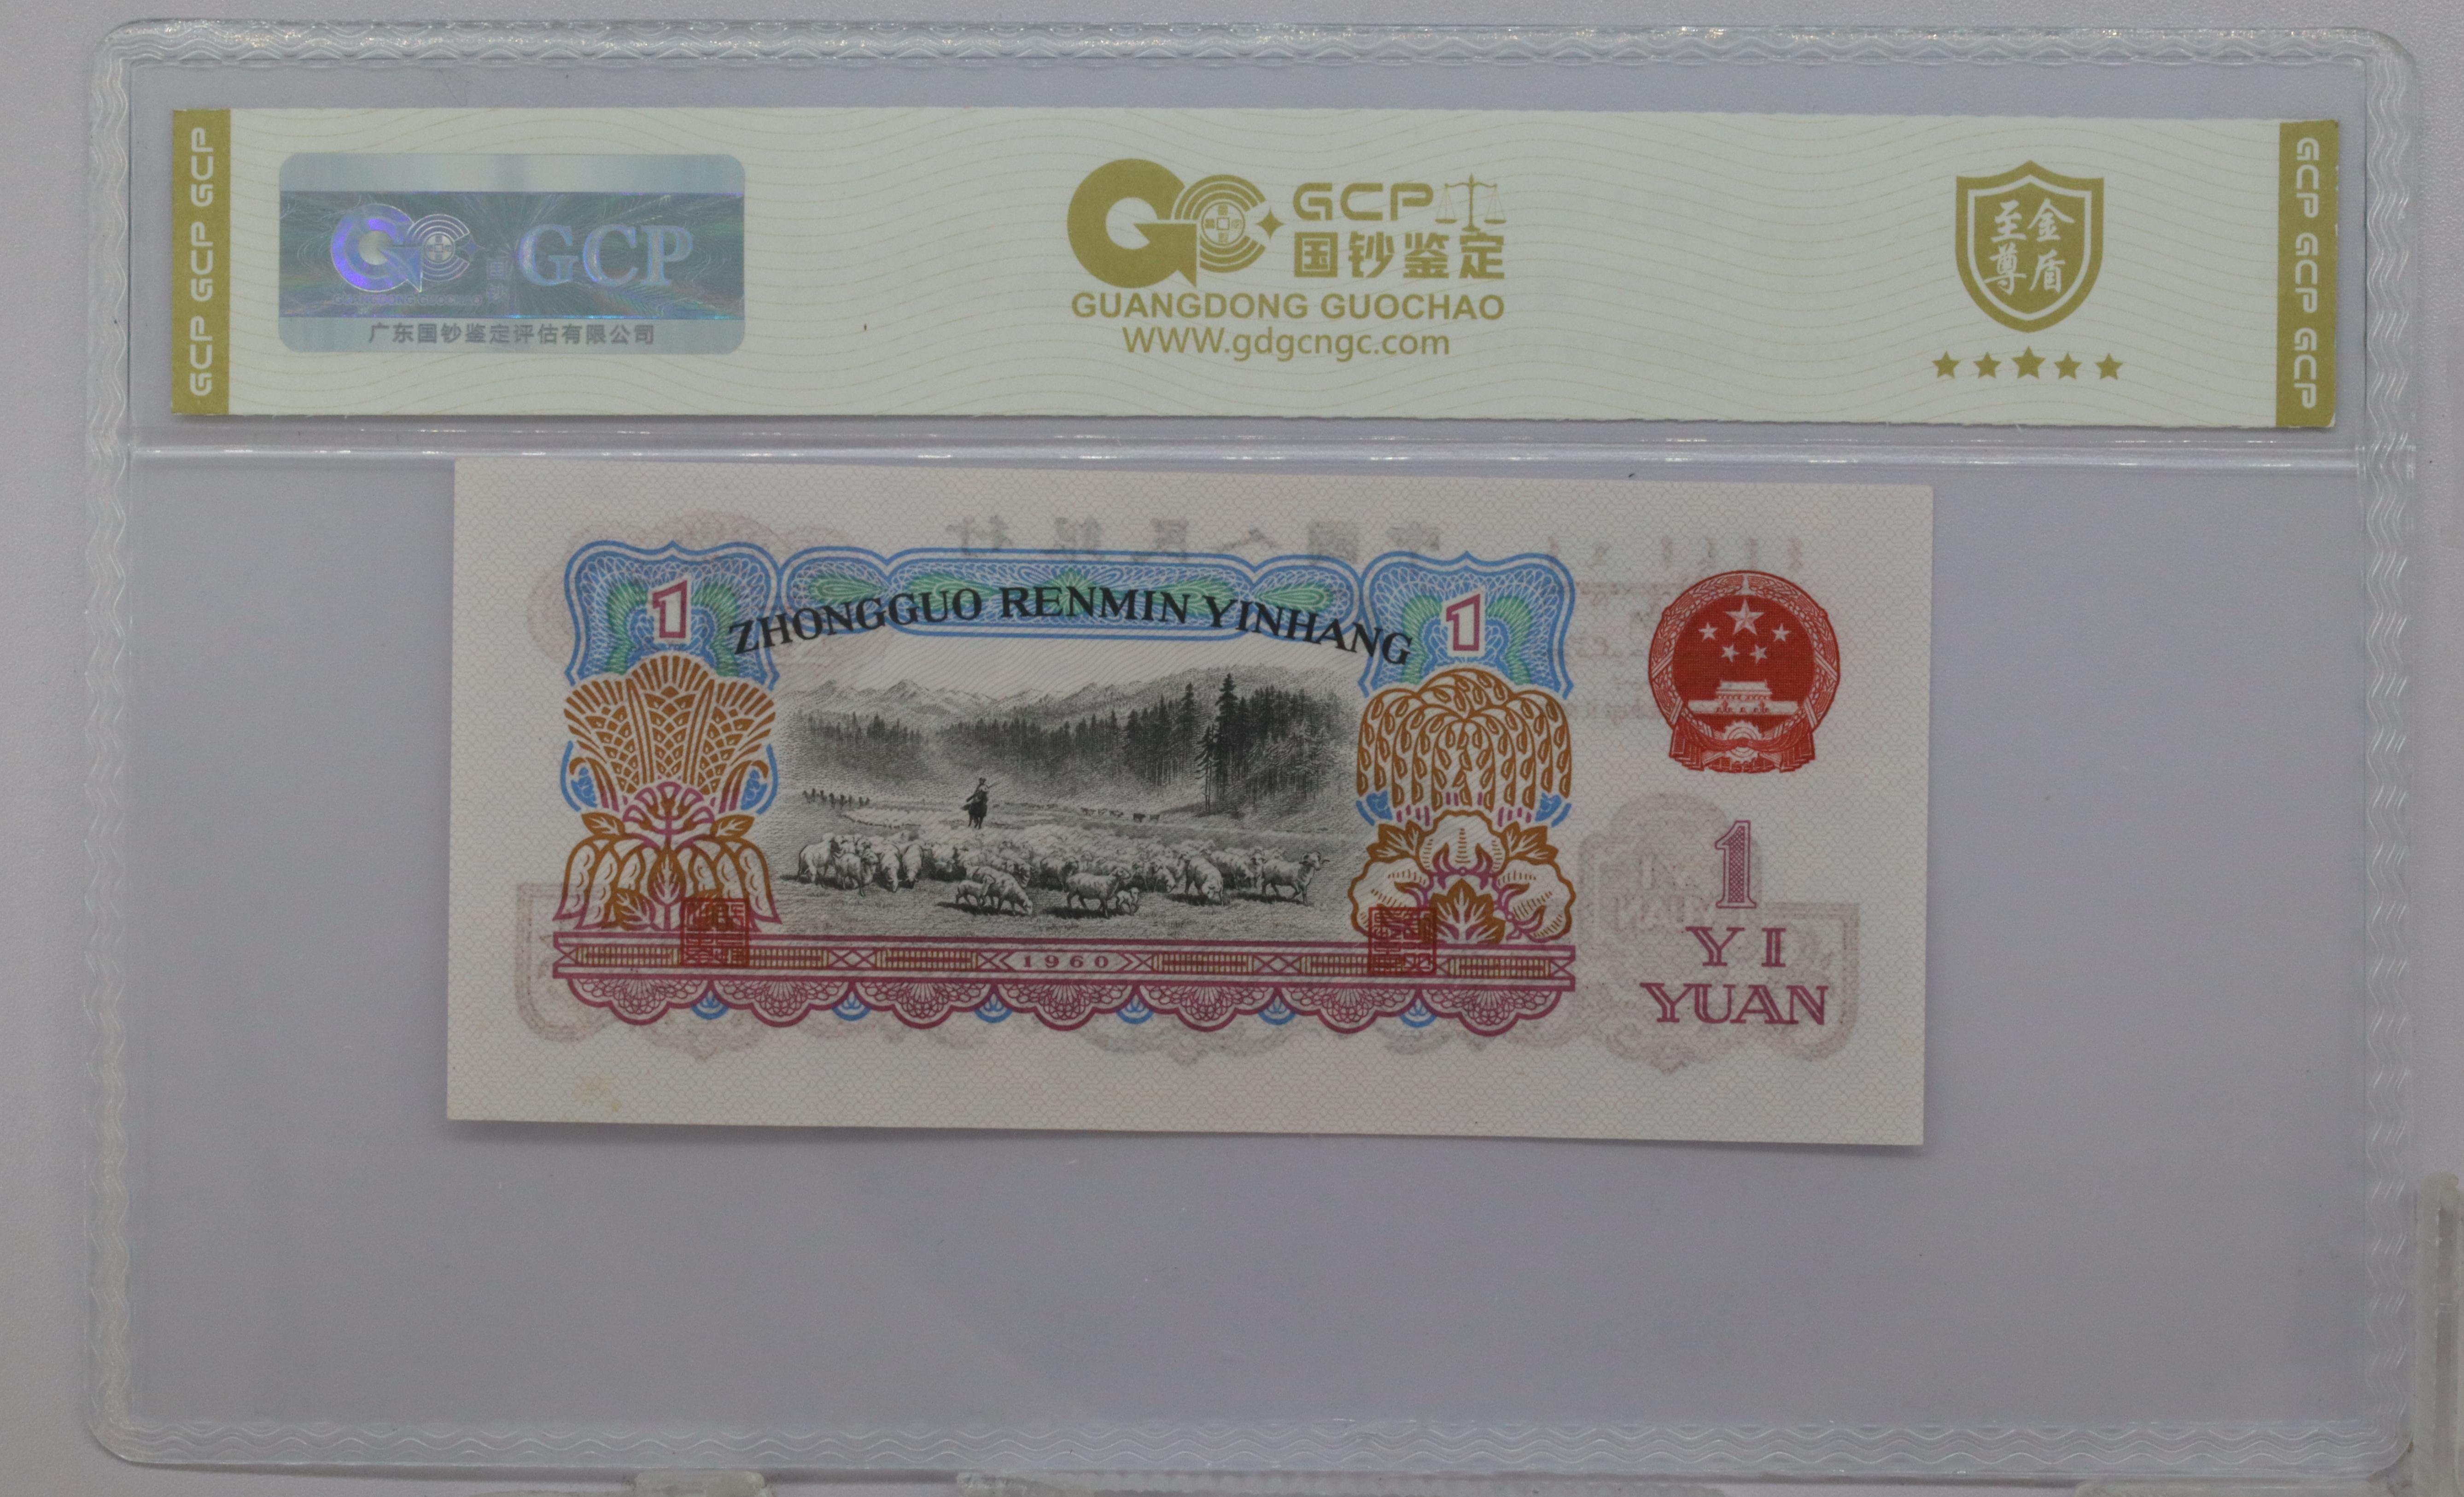 GCP GCP GCP
GCP
GUANGDONG GUOCHAO
广东国钞鉴定评估有限公司
GCP
国钞鉴定
GUANGDONG GUOCHAO
WWW.gdgcngc.com
至尊金盾
GCP GCP GCP
1
ZHONGGUO RENMIN YINHANG
1
1960
1
YI
YUAN